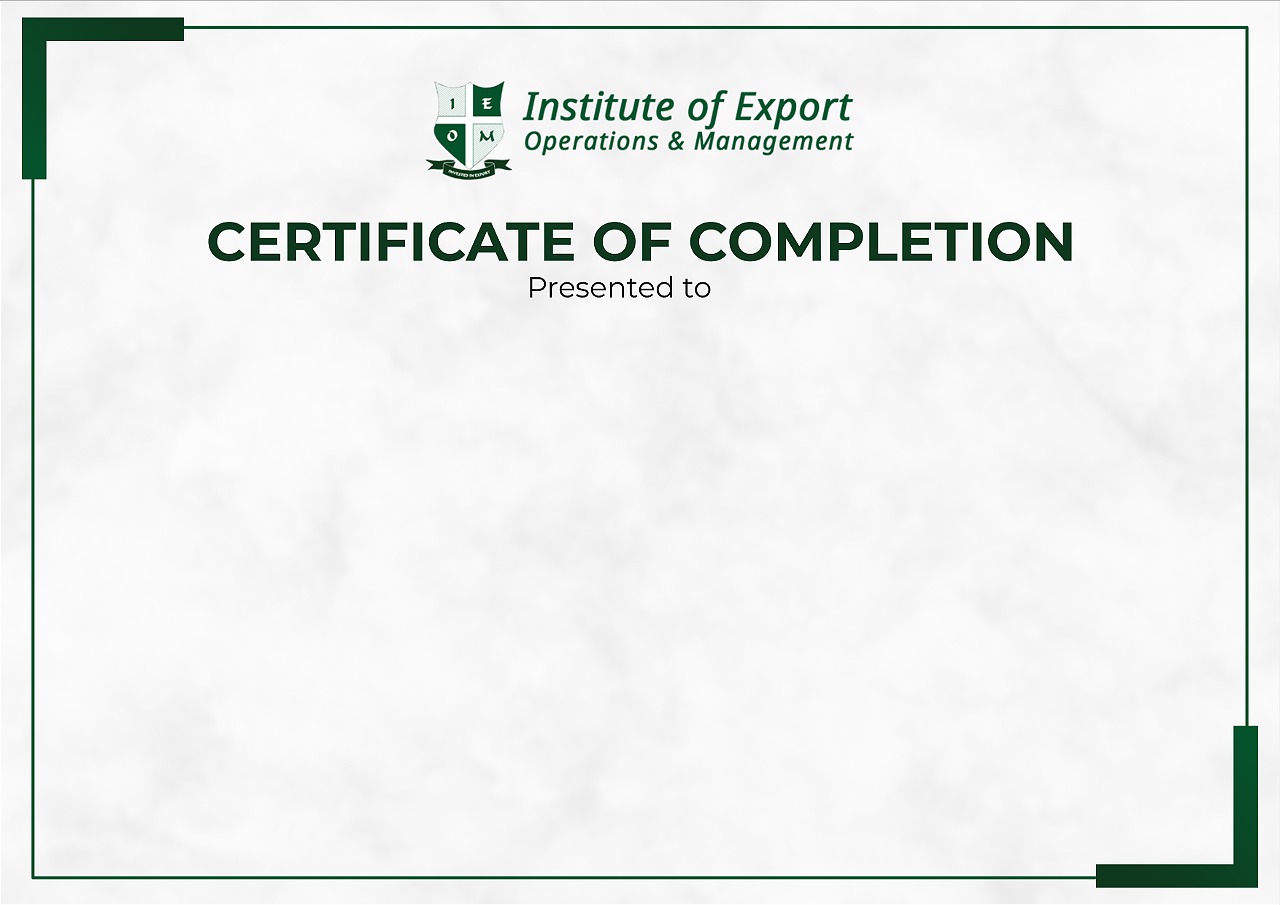 I E
O M
INVESTED IN EXPORT
Institute of Export
Operations & Management
CERTIFICATE OF COMPLETION
Presented to